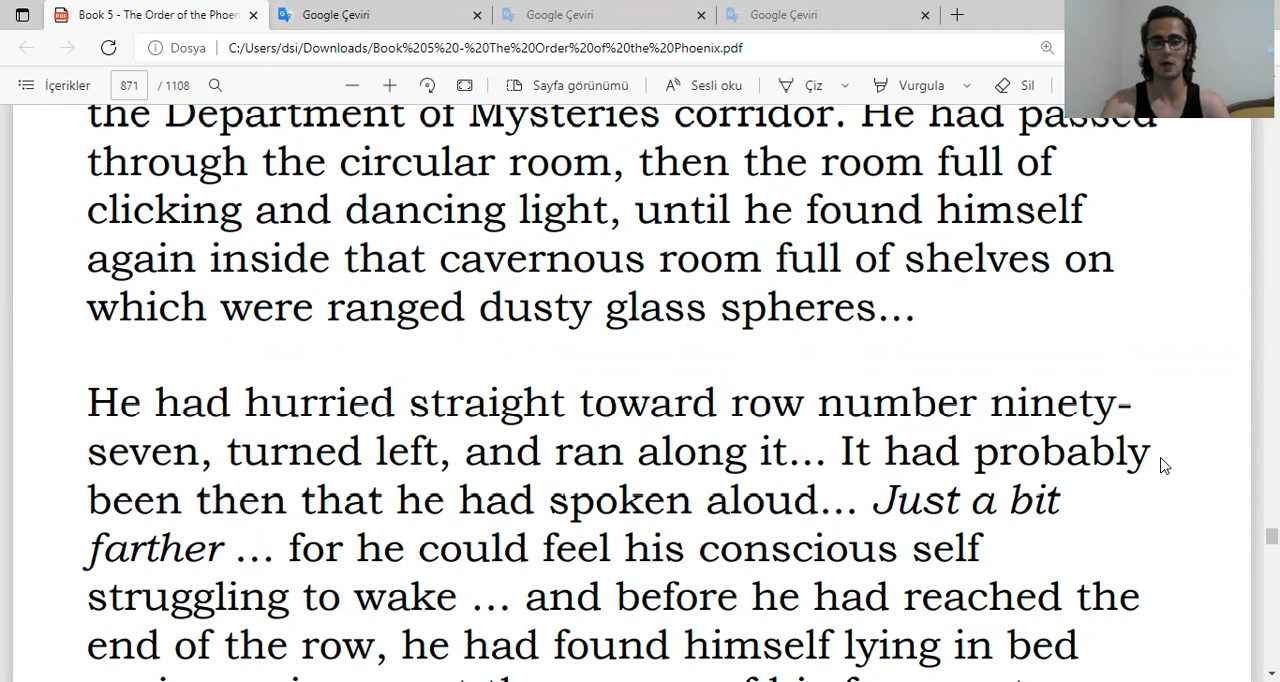 Book 5 - The Order of the Phoen
Google Çeviri
Google Çeviri
Google Çeviri
Dosya
C:/Users/dsi/Downloads/Book%205%20-%20The%20Order%20of%20the%20Phoenix.pdf
İçerikler
871
/ 1108
Sayfa görünümü
Sesli oku
Çiz
Vurgula
Sil
the Department of Mysteries corridor. He had passed
through the circular room, then the room full of
clicking and dancing light, until he found himself
again inside that cavernous room full of shelves on
which were ranged dusty glass spheres…
He had hurried straight toward row number ninety-
seven, turned left, and ran along it… It had probably
been then that he had spoken aloud… Just a bit
farther … for he could feel his conscious self
struggling to wake … and before he had reached the
end of the row, he had found himself lying in bed